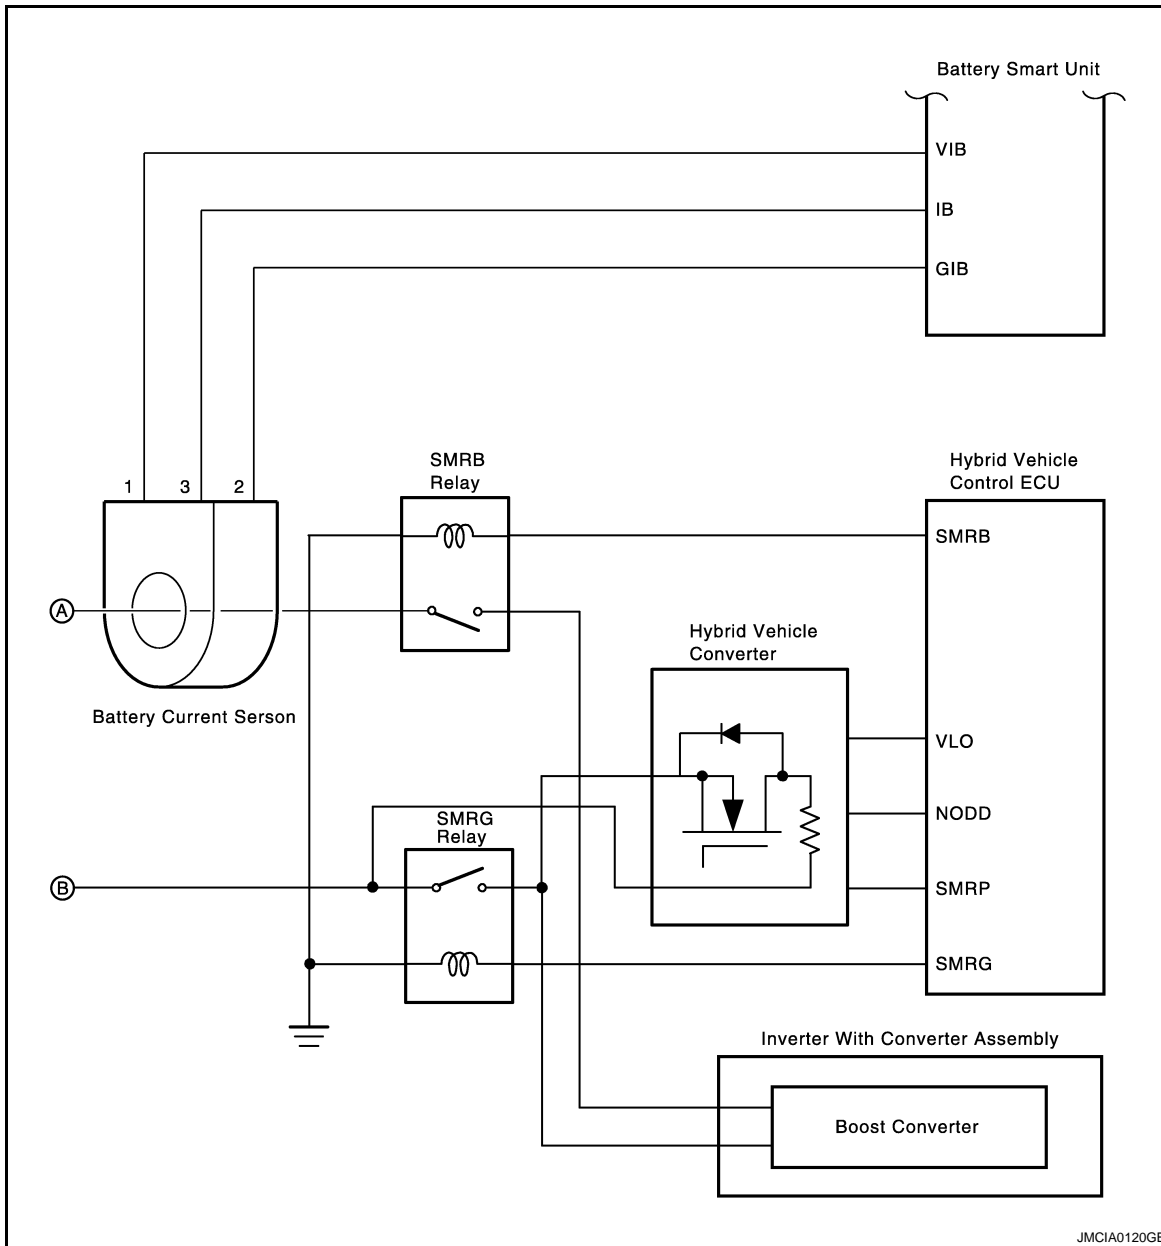 Battery Smart Unit
VIB
IB
GIB
1 3 2
SMRB
Relay
Hybrid Vehicle
Control ECU
SMRB
A
Hybrid Vehicle
Converter
Battery Current Serson
VLO
SMRG
Relay
NODD
B
SMRP
SMRG
Inverter With Converter Assembly
Boost Converter
JMCIA0120GB